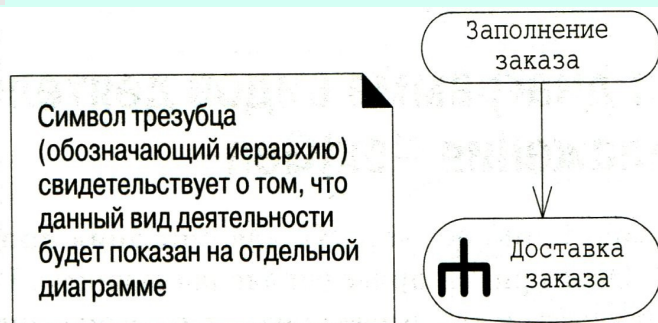 Заполнение
заказа
Символ трезубца
(обозначающий иерархию)
свидетельствует о том, что
данный вид деятельности
будет показан на отдельной
диаграмме
Доставка
заказа